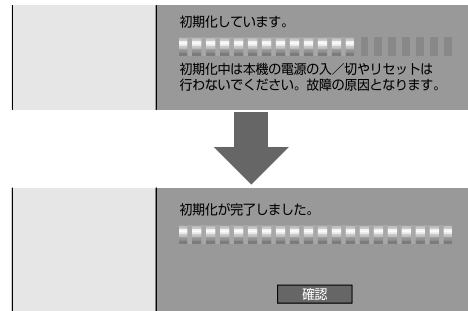 初期化しています。
初期化中は本機の電源の入／切やリセットは
行わないでください。故障の原因となります。
初期化が完了しました。
確認